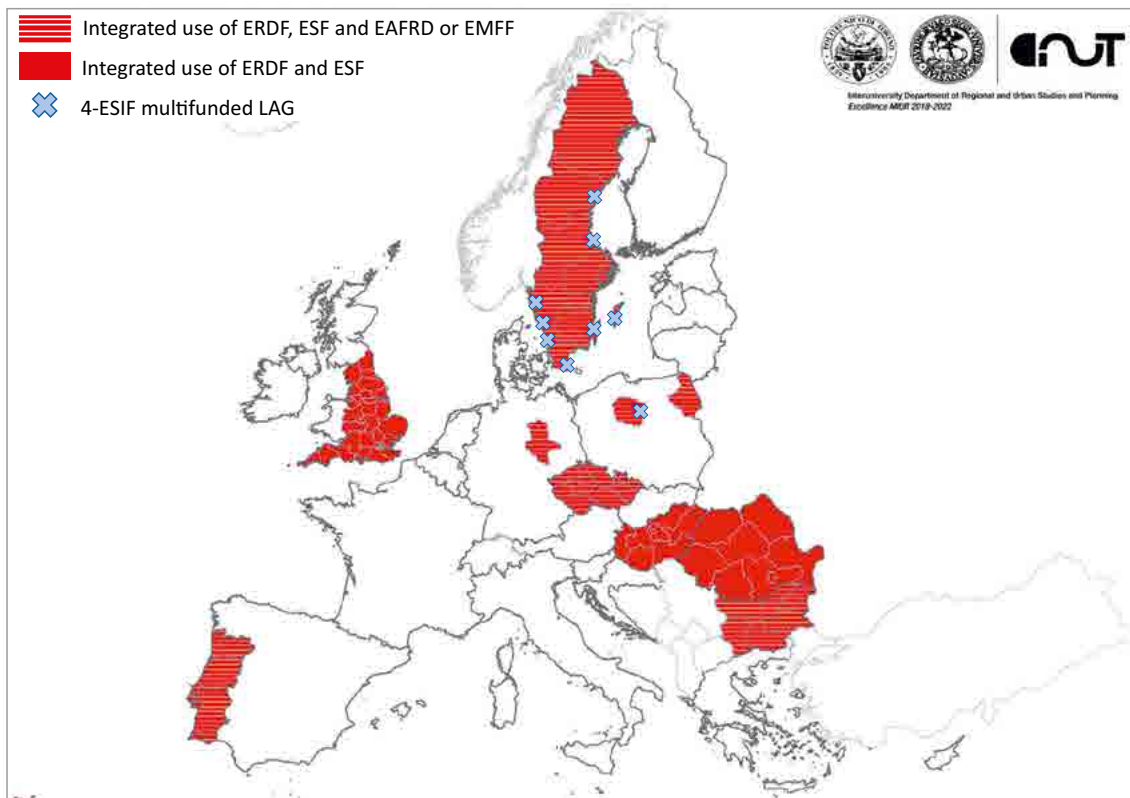 Integrated use of ERDF, ESF and EAFRD or EMFF
Integrated use of ERDF and ESF
4-ESIF multifunded LAG
Interuniversity Department of Regional and Urban Studies and Planning
Excellence MIUR 2018-2022